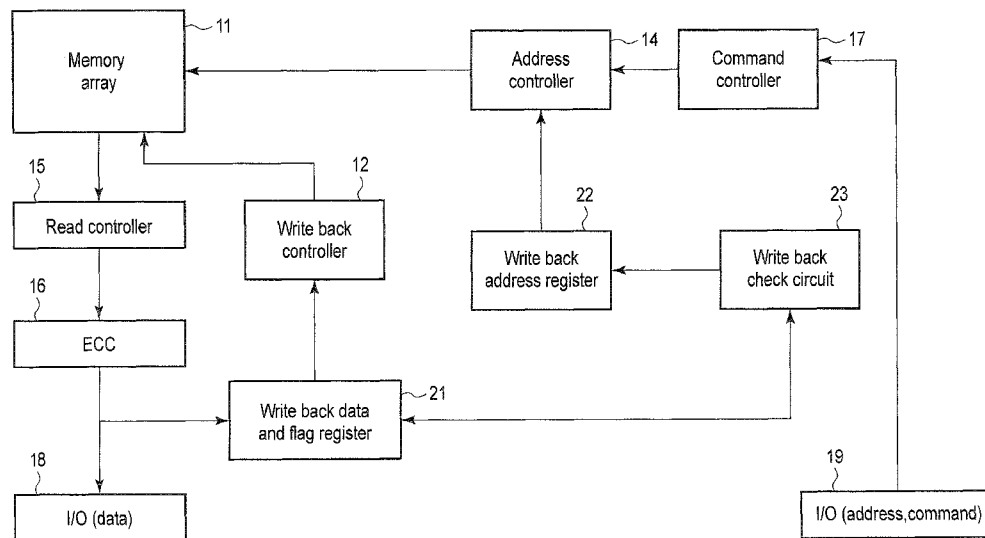 11
Memory
array
14
Address
controller
17
Command
controller
15
Read controller
12
Write back
controller
22
Write back
address register
23
Write back
check circuit
16
ECC
21
Write back data
and flag register
18
I/O (data)
19
I/O (address,command)